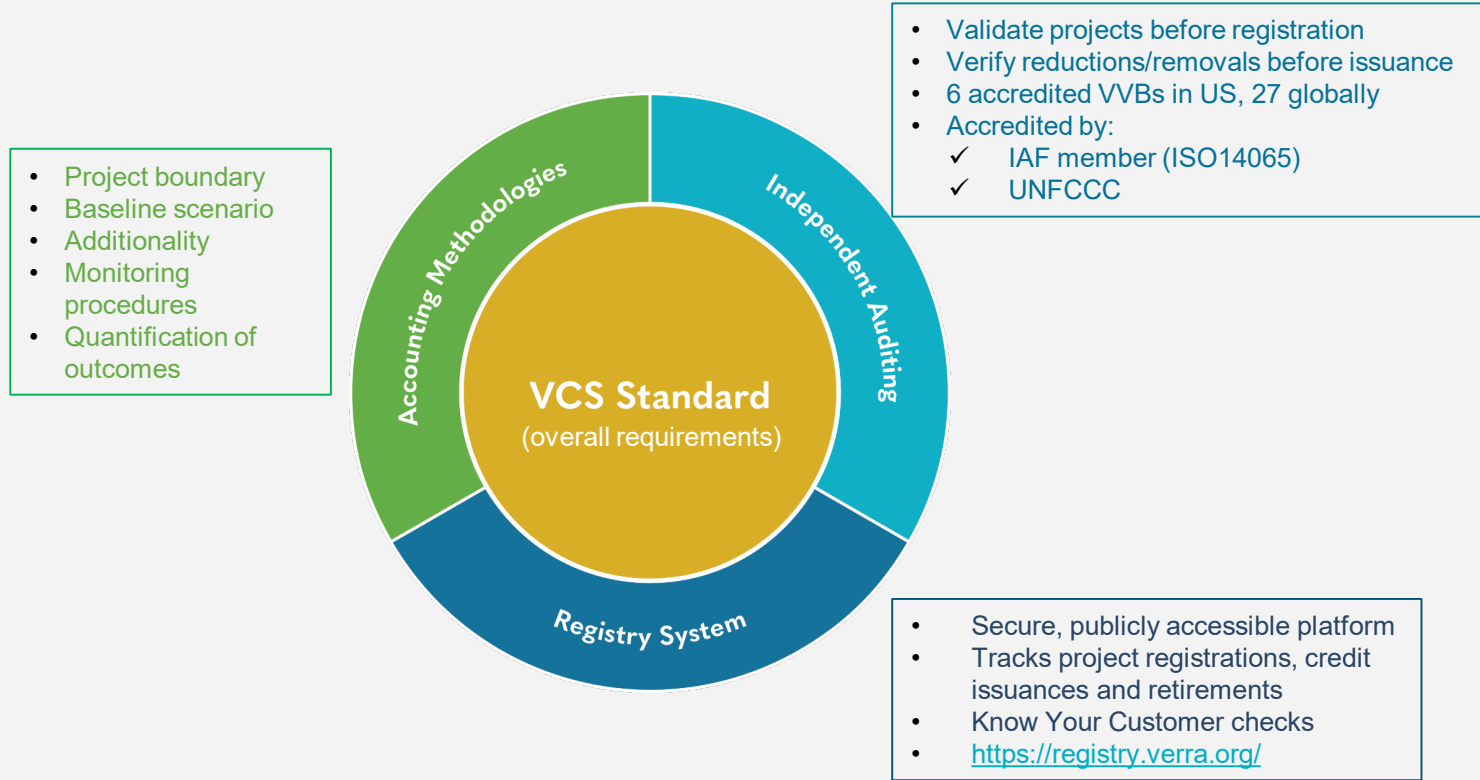 • Validate projects before registration
• Verify reductions/removals before issuance
• 6 accredited VVBs in US, 27 globally
• Accredited by:
✓ IAF member (ISO14065)
✓ UNFCCC
• Project boundary
• Baseline scenario
• Additionality
• Monitoring
procedures
• Quantification of
outcomes
Accounting Methodologies
Independent Auditing
VCS Standard
(overall requirements)
Registry System
• Secure, publicly accessible platform
• Tracks project registrations, credit
issuances and retirements
• Know Your Customer checks
• https://registry.verra.org/